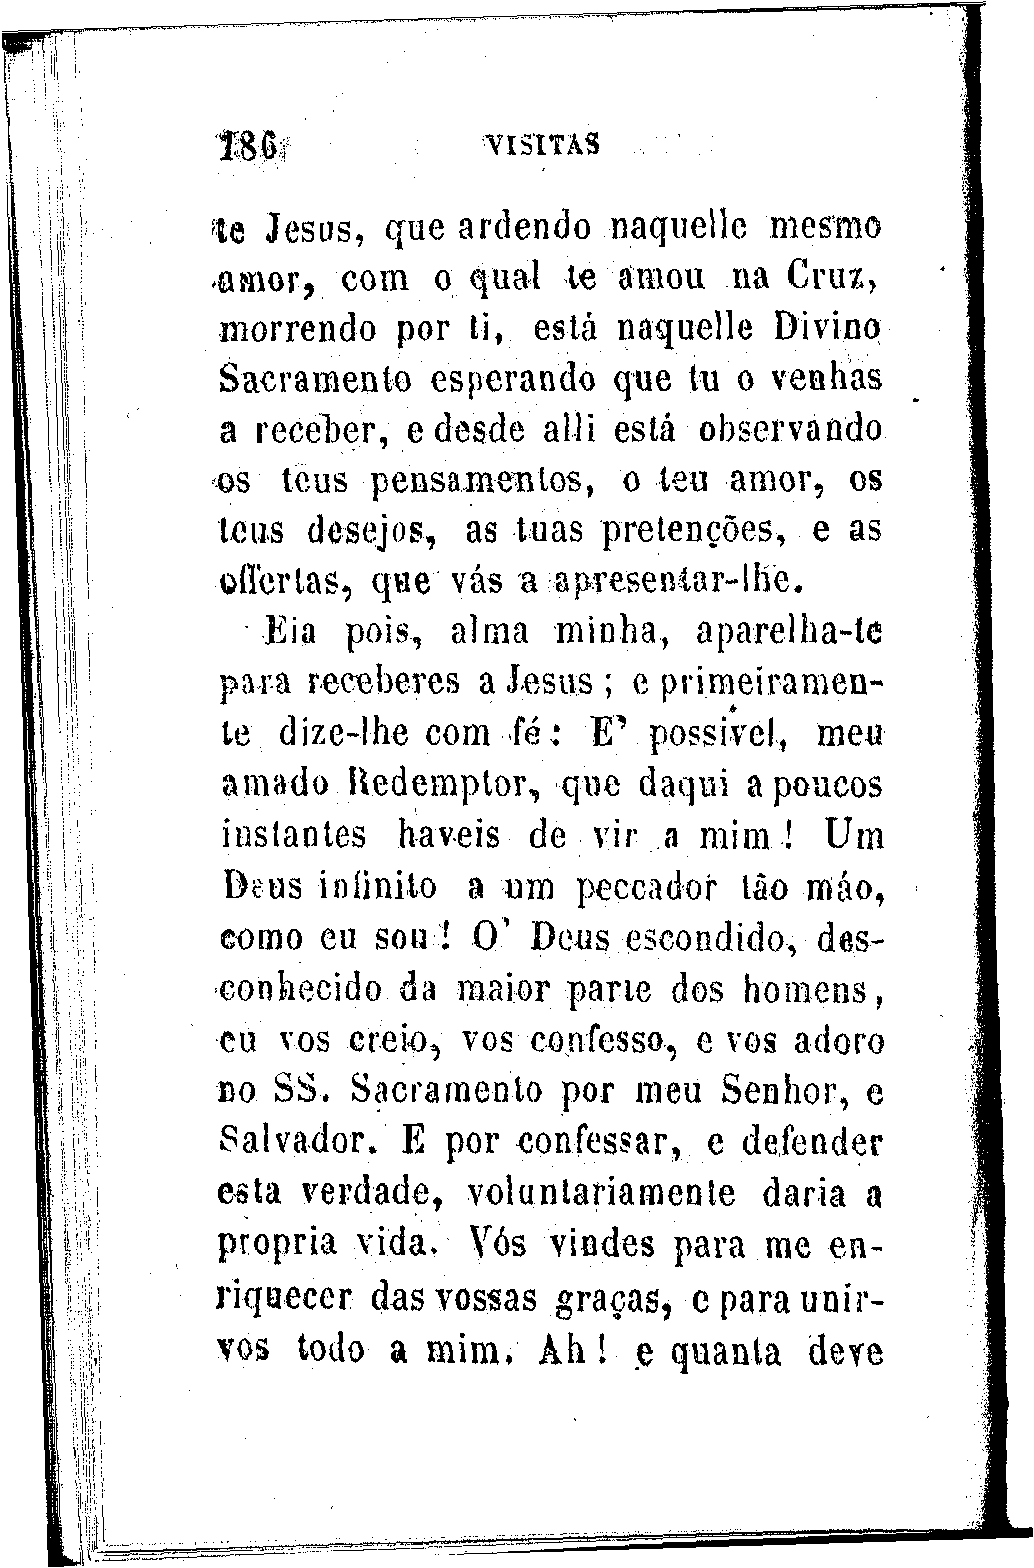 186 VISITAS
te Jesus, que ardendo naquelle mesmo
amor, com o qual te amou na Cruz,
morrendo por ti, está naquelle Divino
Sacramento esperando que tu o venhas
a receber, e desde alli está observando
os teus pensamentos, o teu amor, os
teus desejos, as tuas pretenções, e as
offertas, que vás a apresentar-lhe.
Eia pois, alma minha, aparelha-te
para receberes a Jesus ; e primeiramen-
te dize-lhe com fé : E' possivel, meu
amado Redemptor, que daqui a poucos
instantes haveis de vir a mim ! Um
Deus infinito a um peccador tão máo,
como eu sou ! O' Deus escondido, des-
conhecido da maior parte dos homens,
eu vos creio, vos confesso, e vos adoro
no SS. Sacramento por meu Senhor, e
Salvador. E por confessar, e defender
esta verdade, voluntariamente daria a
propria vida. Vós vindes para me en-
riquecer das vossas graças, e para unir-
vos todo a mim. Ah ! e quanta deve